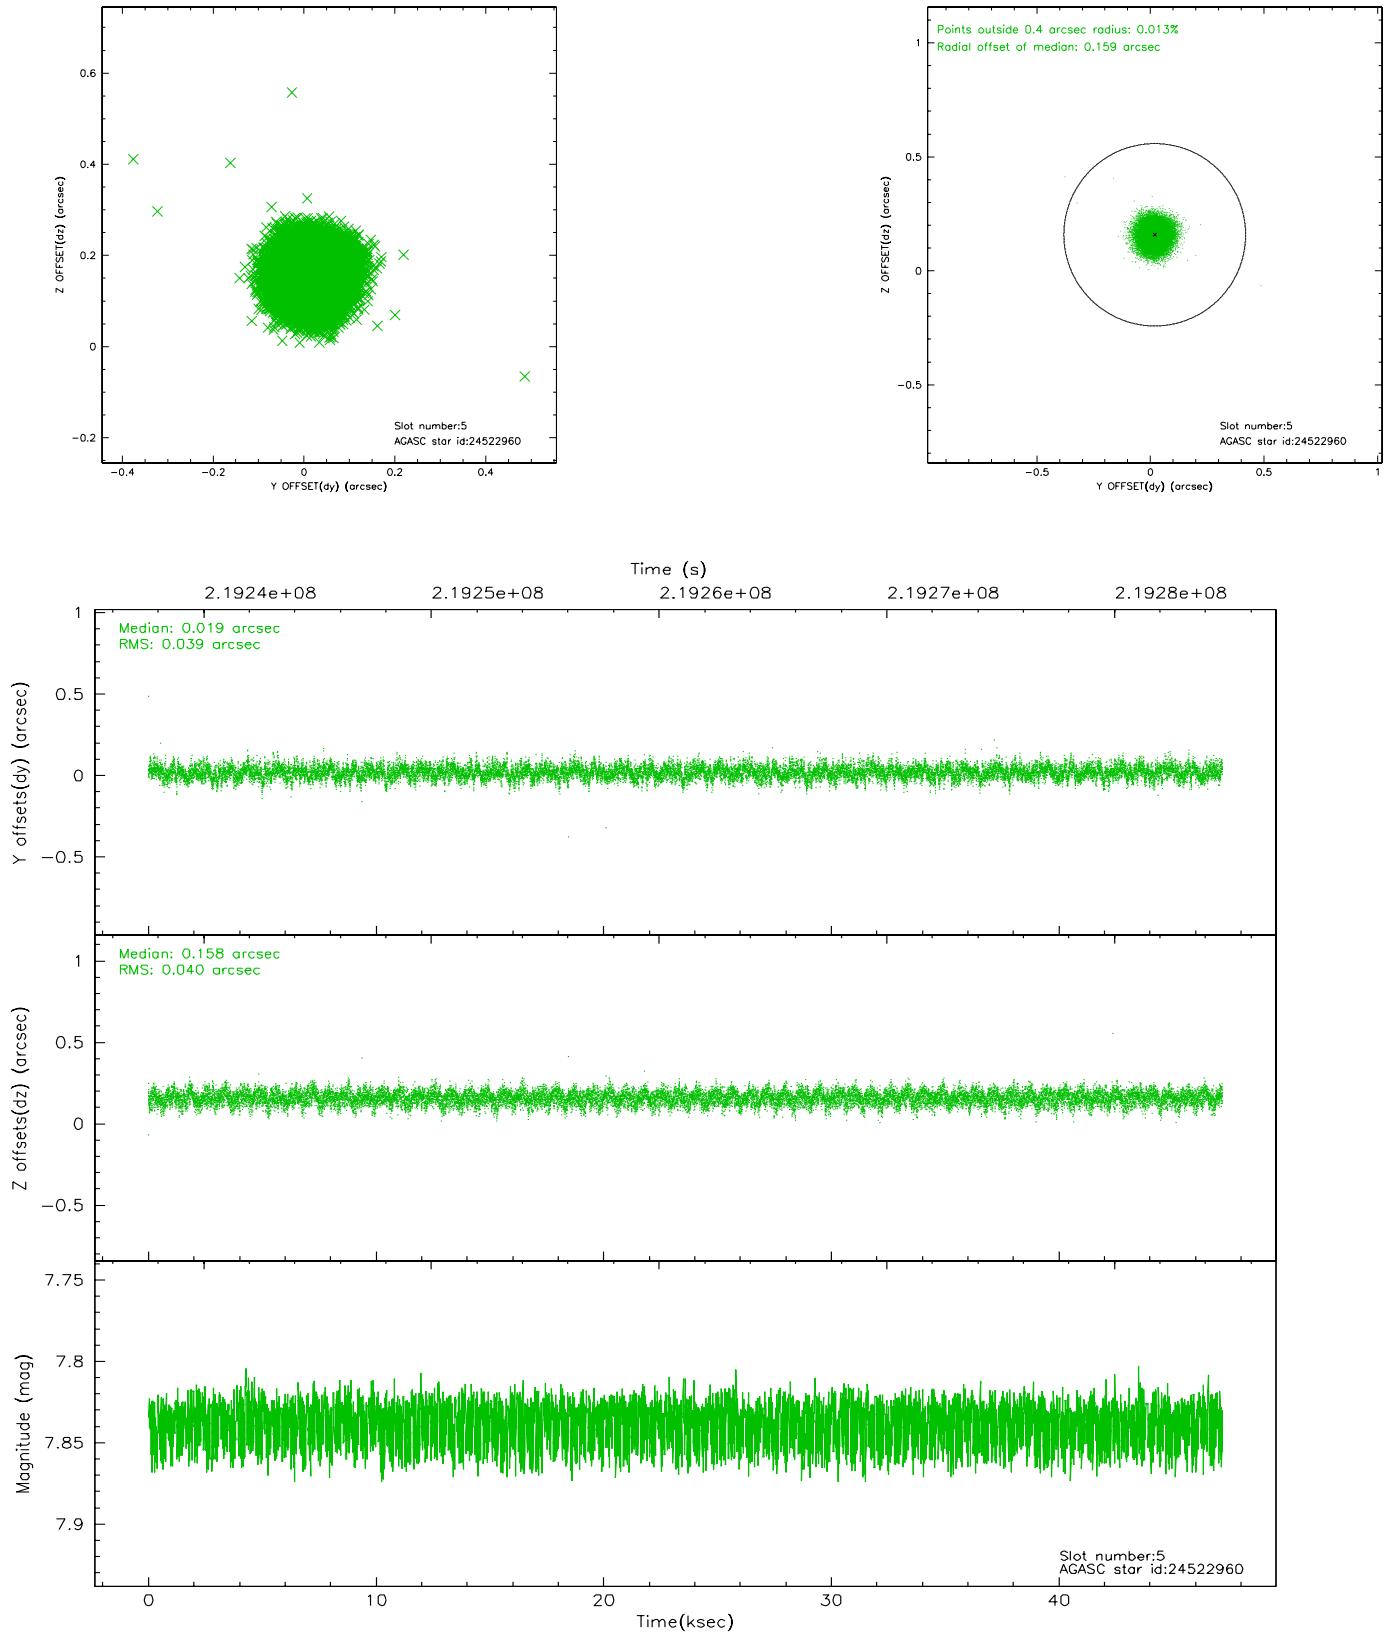 0.6
0.4
0.2
0
−0.2
Z OFFSET(dz) (arcsec)
Slot number:5
AGASC star id:24522960
−0.4 −0.2 0 0.2 0.4
Y OFFSET(dy) (arcsec)
Points outside 0.4 arcsec radius: 0.013%
Radial offset of median: 0.159 arcsec
1
0.5
0
−0.5
Z OFFSET(dz) (arcsec)
Slot number:5
AGASC star id:24522960
−0.5 0 0.5 1
Y OFFSET(dy) (arcsec)
Time (s)
2.1924e+08 2.1925e+08 2.1926e+08 2.1927e+08 2.1928e+08
Median: 0.019 arcsec
RMS: 0.039 arcsec
1
0.5
0
−0.5
Y offsets(dy) (arcsec)
Median: 0.158 arcsec
RMS: 0.040 arcsec
1
0.5
0
−0.5
Z offsets(dz) (arcsec)
7.75
7.8
7.85
7.9
Magnitude (mag)
Slot number:5
AGASC star id:24522960
0 10 20 30 40
Time(ksec)